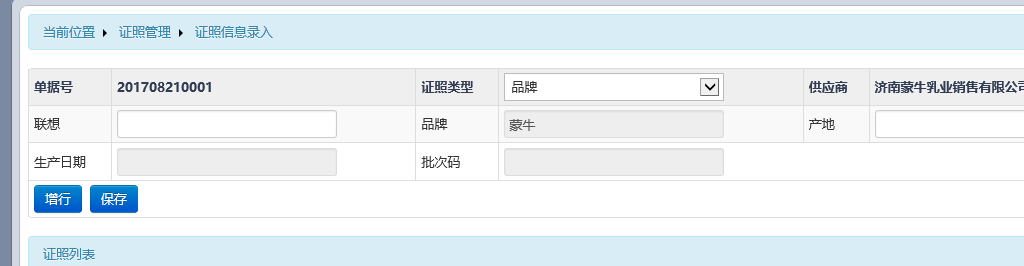 当前位置 证照管理 证照信息录入
单据号 201708210001 证照类型 品牌 供应商 济南蒙牛乳业销售有限公司
联想 品牌 蒙牛 产地
生产日期 批次码
增行 保存
证照列表